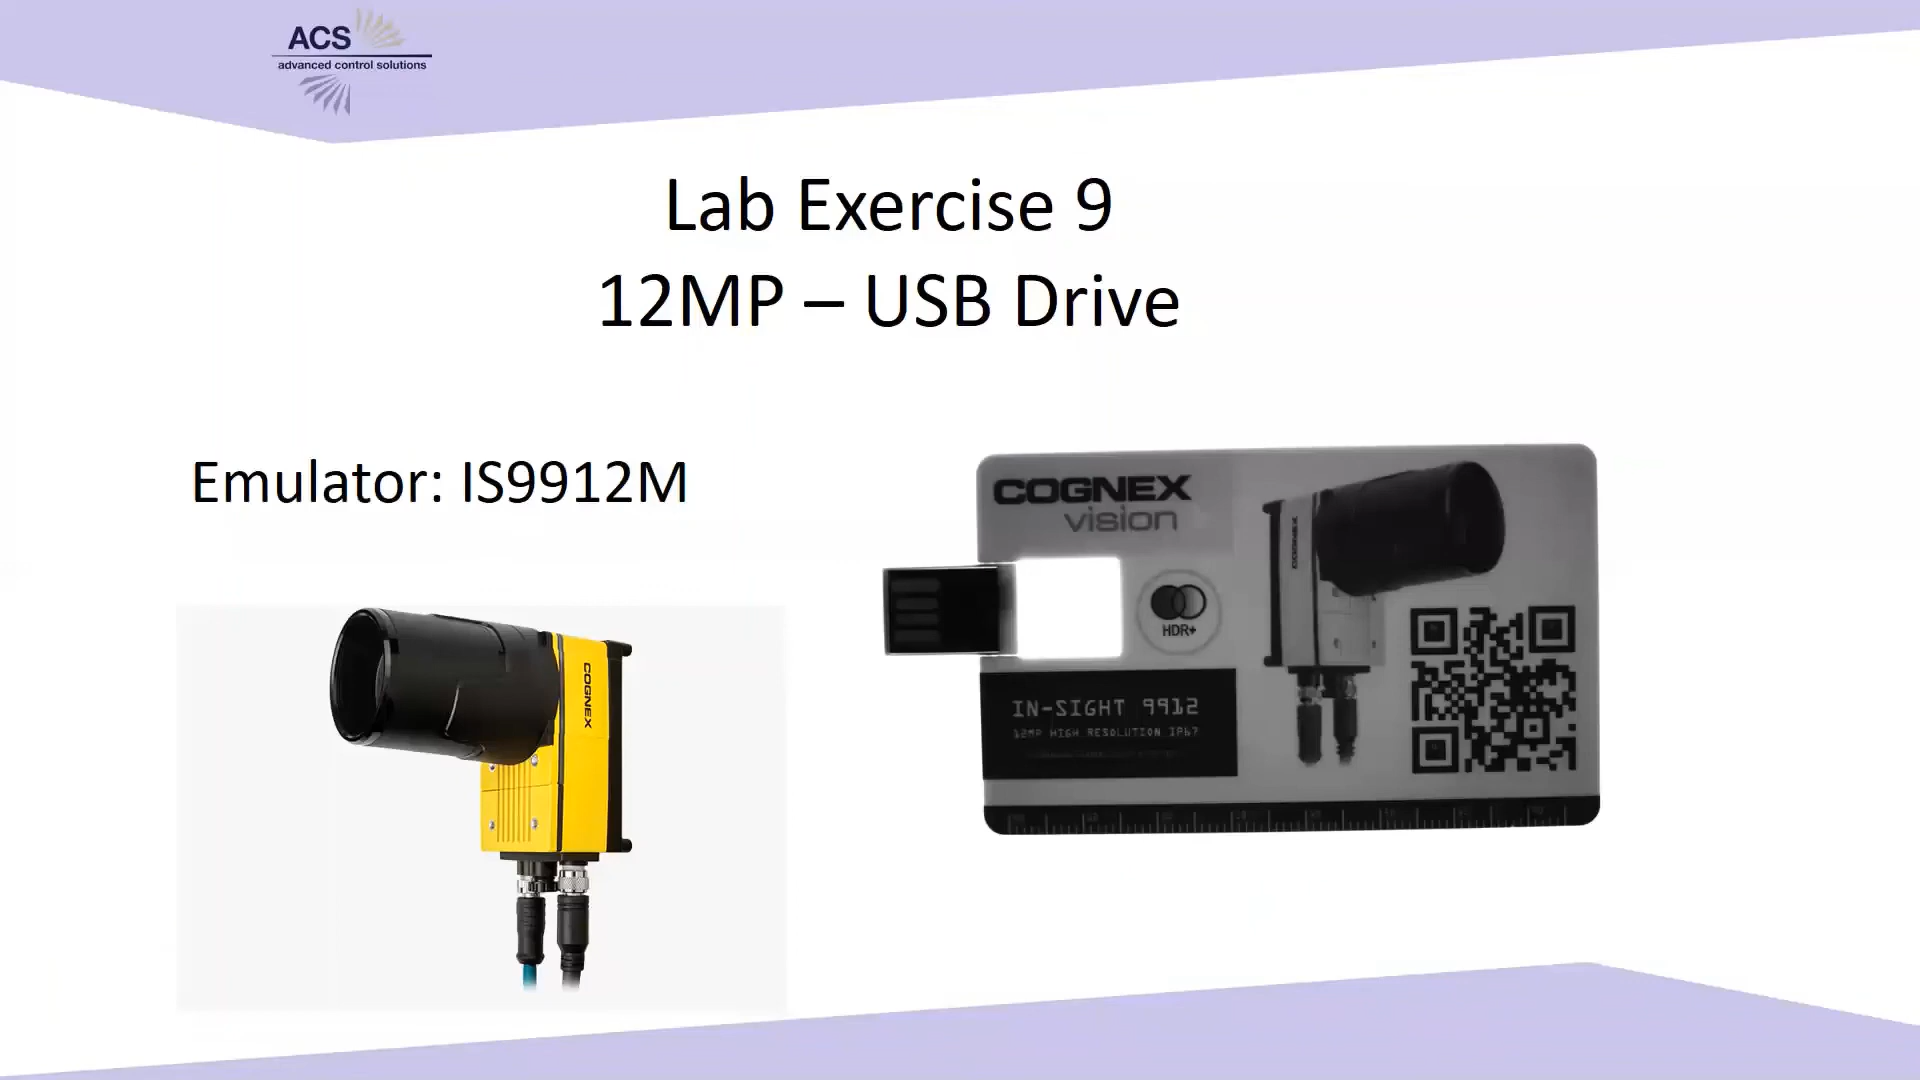 ACS
advanced control solutions
Lab Exercise 9
12MP – USB Drive
Emulator: IS9912M
COGNEX
COGNEX
vision
COGNEX
HDR+
IN-SIGHT 9912
12MP HIGH RESOLUTION IP67